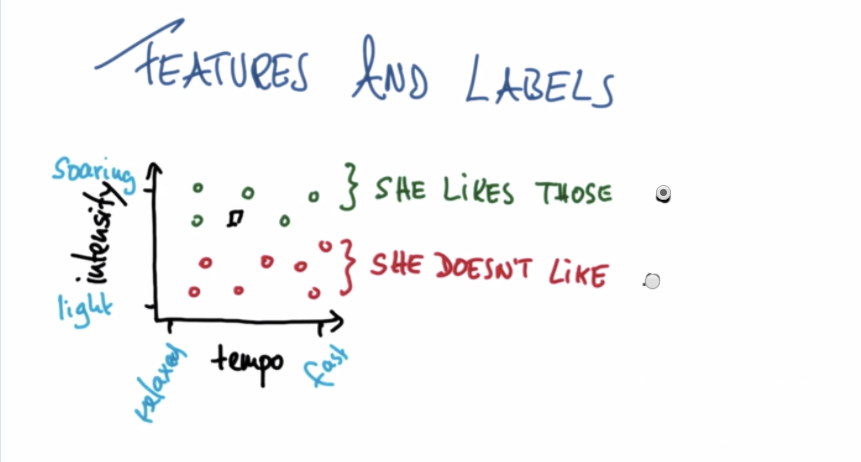 FEATURES AND LABELS
Soaring
intensity
light
SHE LIKES THOSE
SHE DOESN'T LIKE
relaxed
tempo
fast